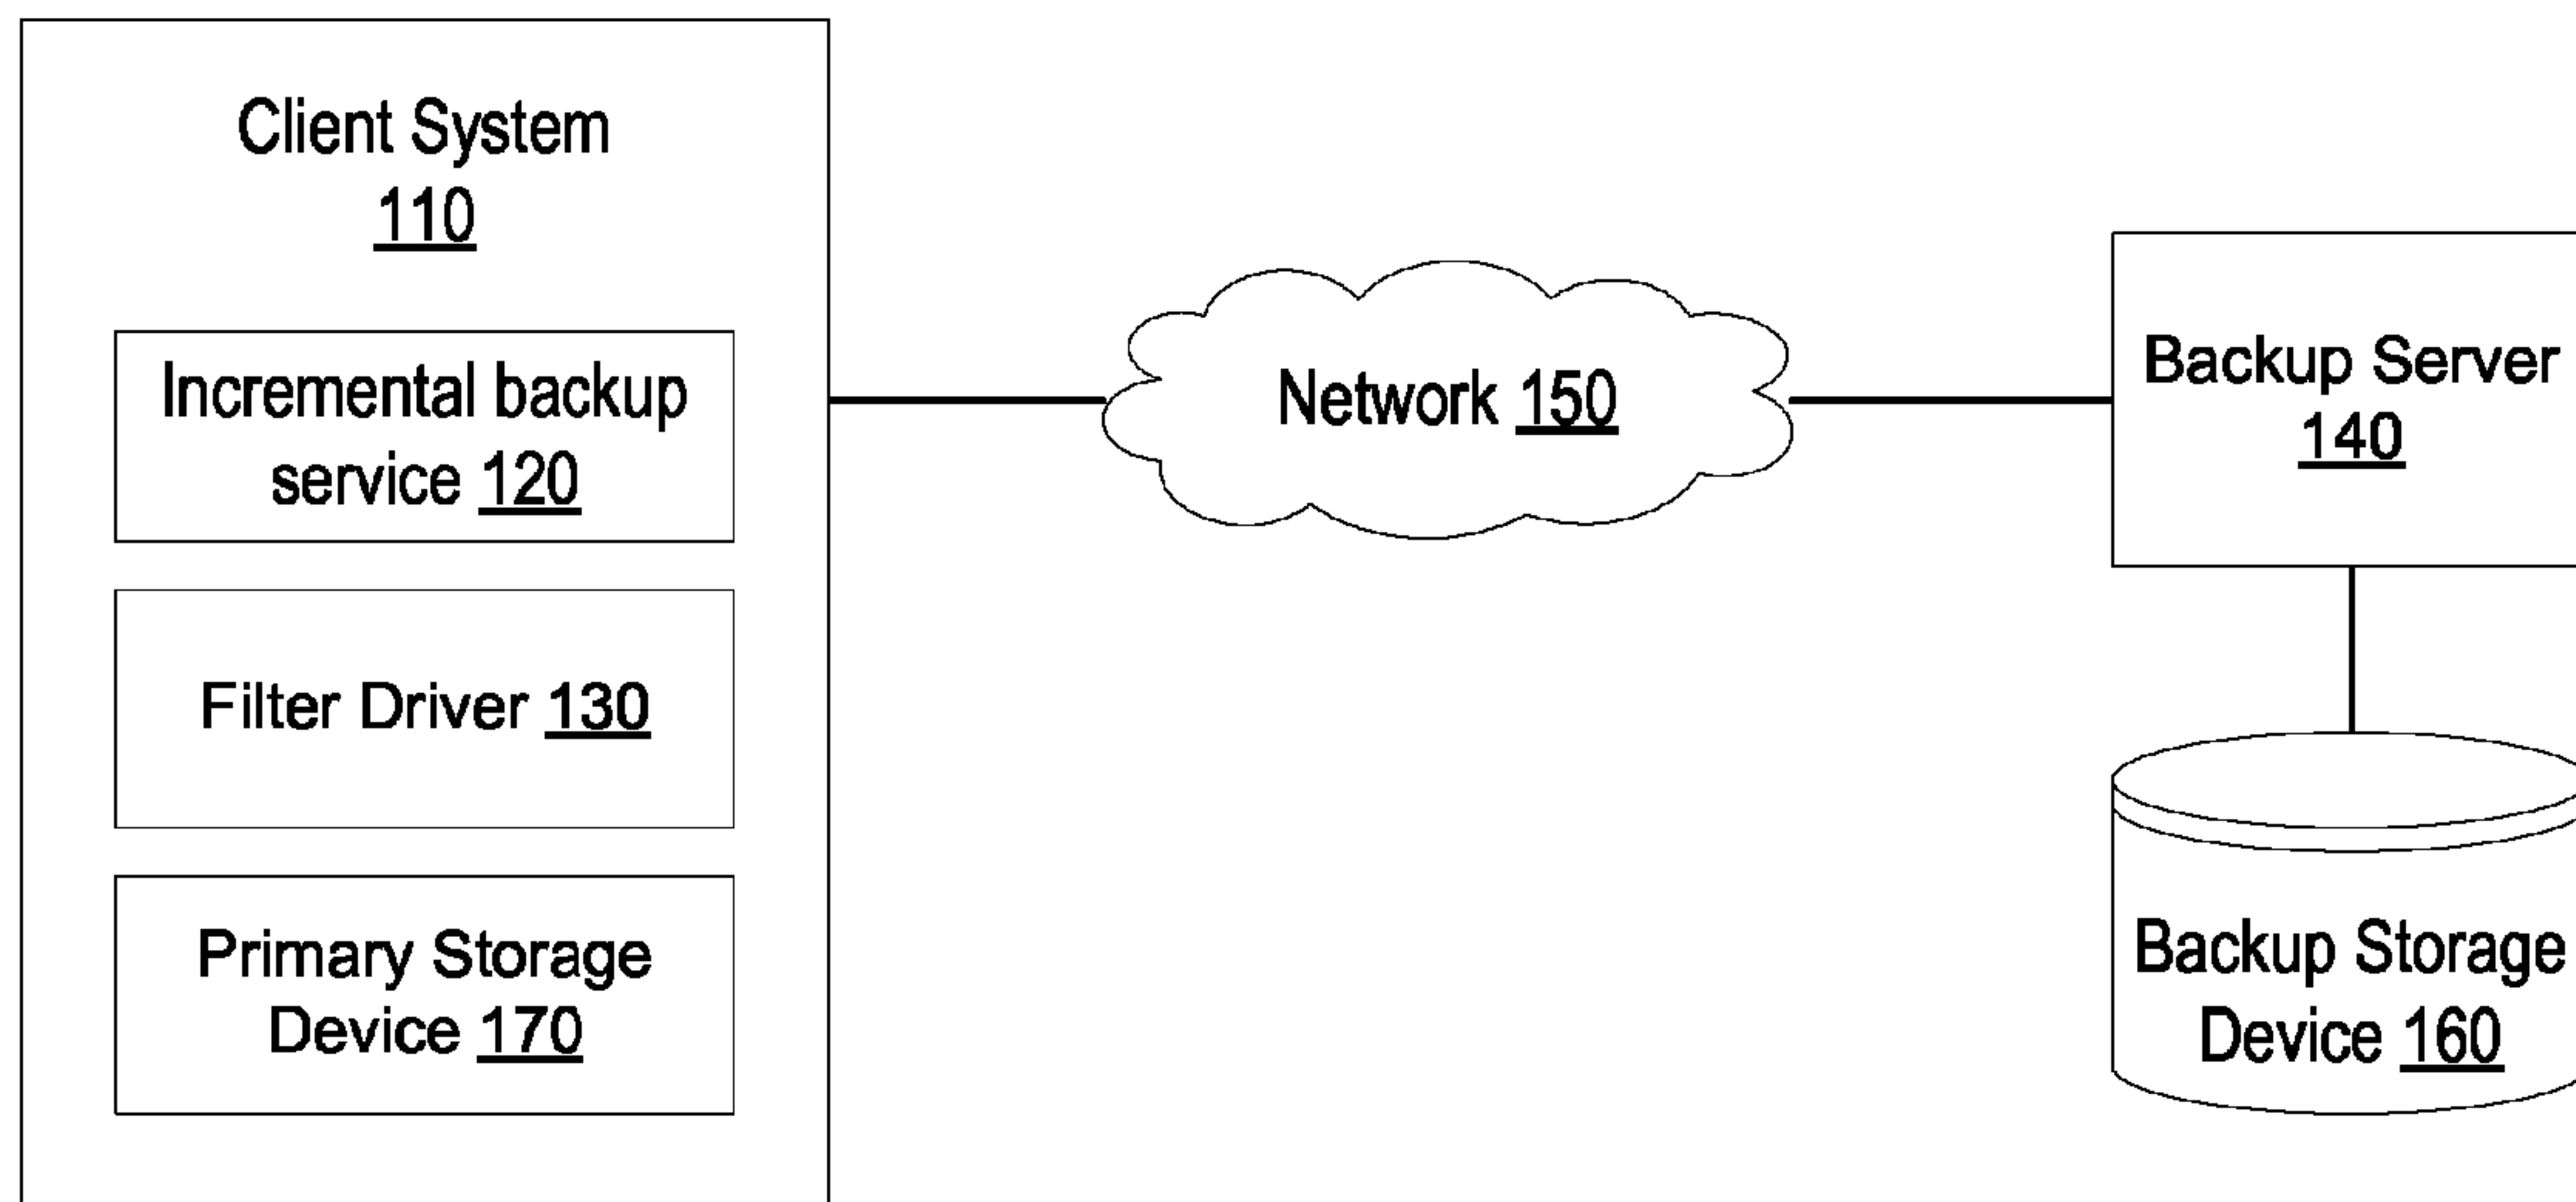 Client System
110
Incremental backup
service 120
Filter Driver 130
Primary Storage
Device 170
Network 150
Backup Server
140
Backup Storage
Device 160